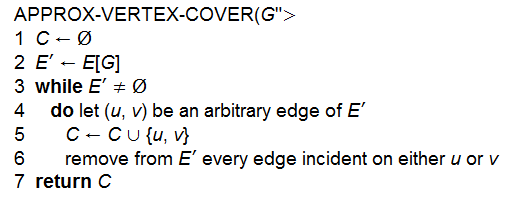 APPROX-VERTEX-COVER(G">
1 C ← Ø
2 E′ ← E[G]
3 while E′ ≠ Ø
4 do let (u, v) be an arbitrary edge of E′
5 C ← C ∪ {u, v}
6 remove from E′ every edge incident on either u or v
7 return C